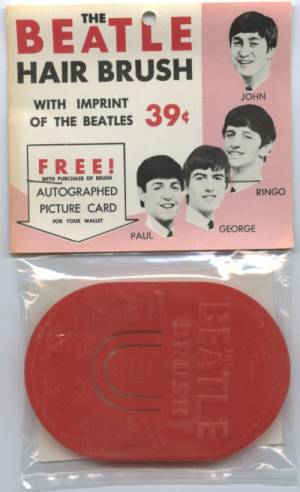 THE
BEATLE
HAIR BRUSH
WITH IMPRINT
OF THE BEATLES 39¢
JOHN
FREE!
WITH PURCHASE OF BRUSH
AUTOGRAPHED
PICTURE CARD
FOR YOUR WALLET
RINGO
GEORGE
PAUL
THE
BEATLE
BRUSH